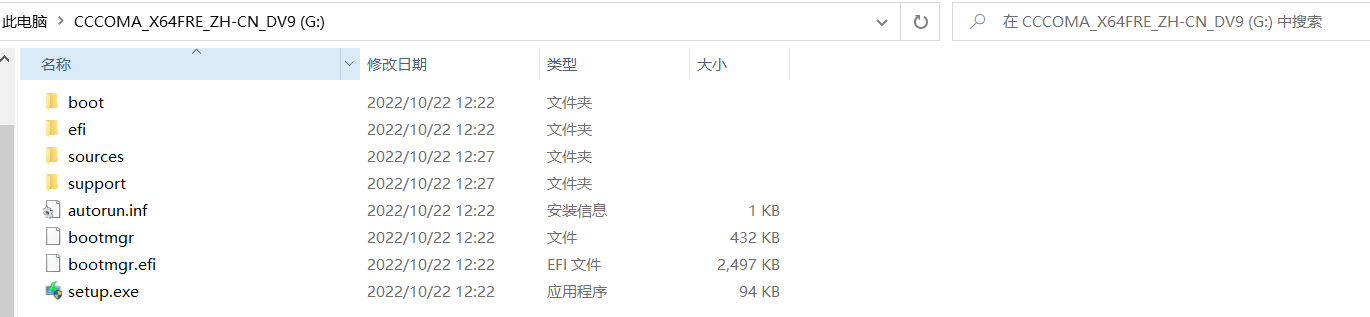 此电脑 > CCCOMA_X64FRE_ZH-CN_DV9 (G:) 在 CCCOMA_X64FRE_ZH-CN_DV9 (G:) 中搜索
名称 修改日期 类型 大小
boot 2022/10/22 12:22 文件夹
efi 2022/10/22 12:22 文件夹
sources 2022/10/22 12:27 文件夹
support 2022/10/22 12:27 文件夹
autorun.inf 2022/10/22 12:22 安装信息 1 KB
bootmgr 2022/10/22 12:22 文件 432 KB
bootmgr.efi 2022/10/22 12:22 EFI 文件 2,497 KB
setup.exe 2022/10/22 12:22 应用程序 94 KB